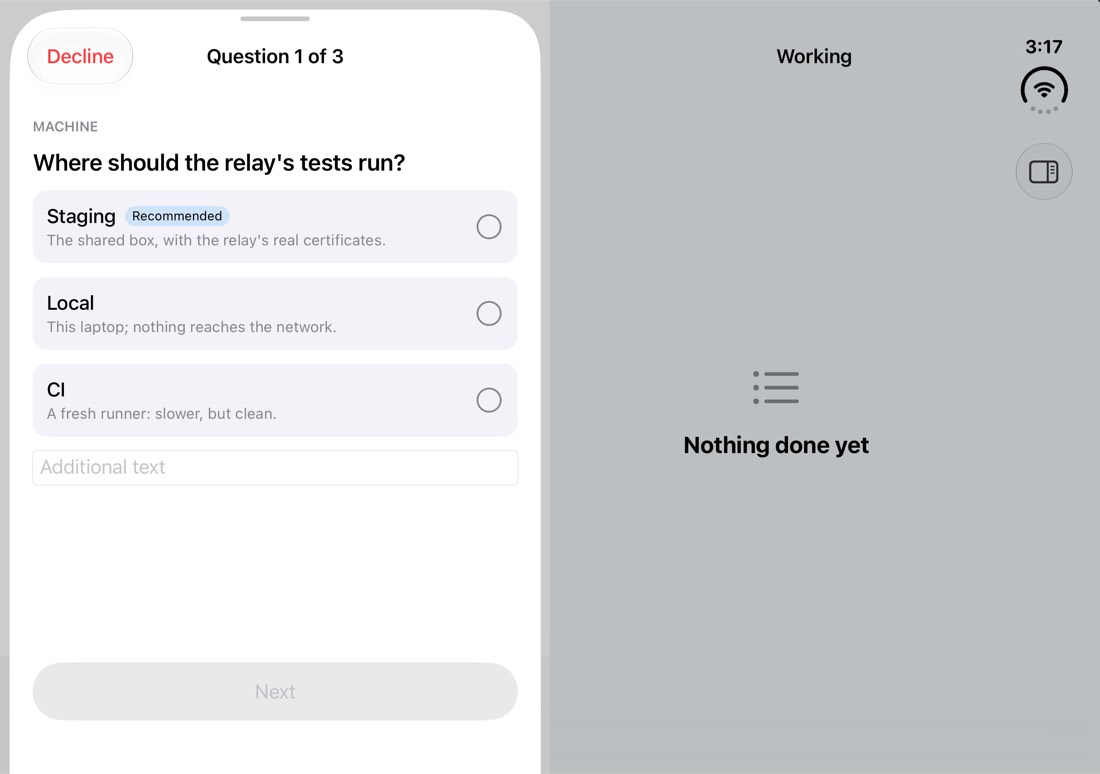 Decline
Question 1 of 3
MACHINE
Where should the relay's tests run?
Staging Recommended
The shared box, with the relay's real certificates.
Local
This laptop; nothing reaches the network.
CI
A fresh runner: slower, but clean.
Additional text
Next
Working
3:17
Nothing done yet